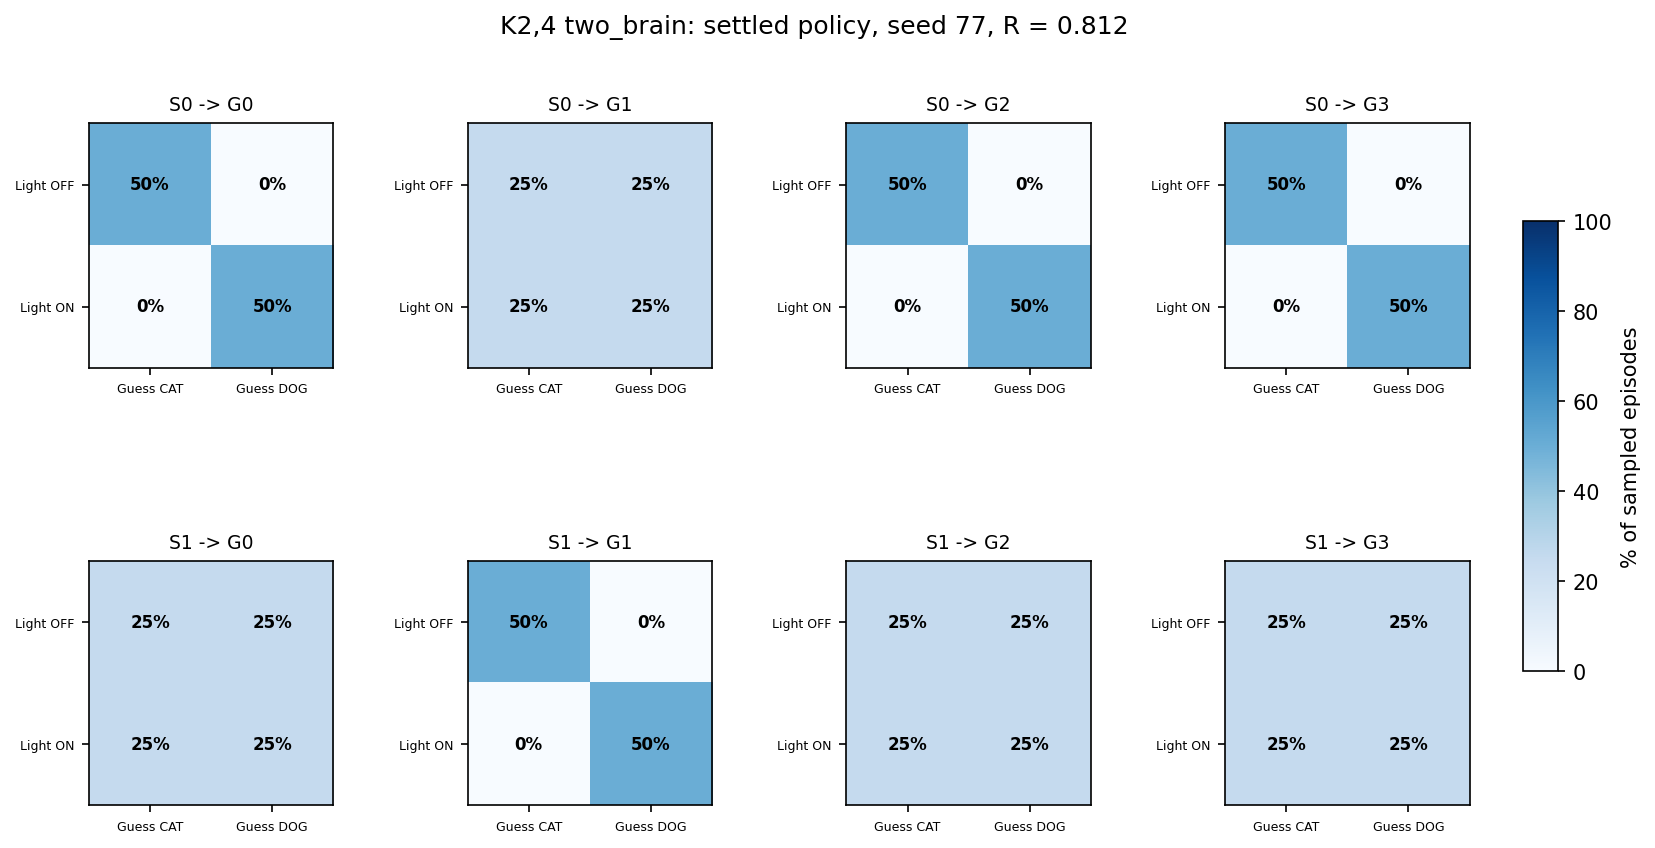 K2,4 two_brain: settled policy, seed 77, R = 0.812
S0 -> G0
S0 -> G1
S0 -> G2
S0 -> G3
Light OFF
50%
0%
Light OFF
25%
25%
Light OFF
50%
0%
Light OFF
50%
0%
Light ON
0%
50%
Light ON
25%
25%
Light ON
0%
50%
Light ON
0%
50%
Guess CAT
Guess DOG
Guess CAT
Guess DOG
Guess CAT
Guess DOG
Guess CAT
Guess DOG
S1 -> G0
S1 -> G1
S1 -> G2
S1 -> G3
Light OFF
25%
25%
Light OFF
50%
0%
Light OFF
25%
25%
Light OFF
25%
25%
Light ON
25%
25%
Light ON
0%
50%
Light ON
25%
25%
Light ON
25%
25%
Guess CAT
Guess DOG
Guess CAT
Guess DOG
Guess CAT
Guess DOG
Guess CAT
Guess DOG
100
80
60
40
20
0
% of sampled episodes